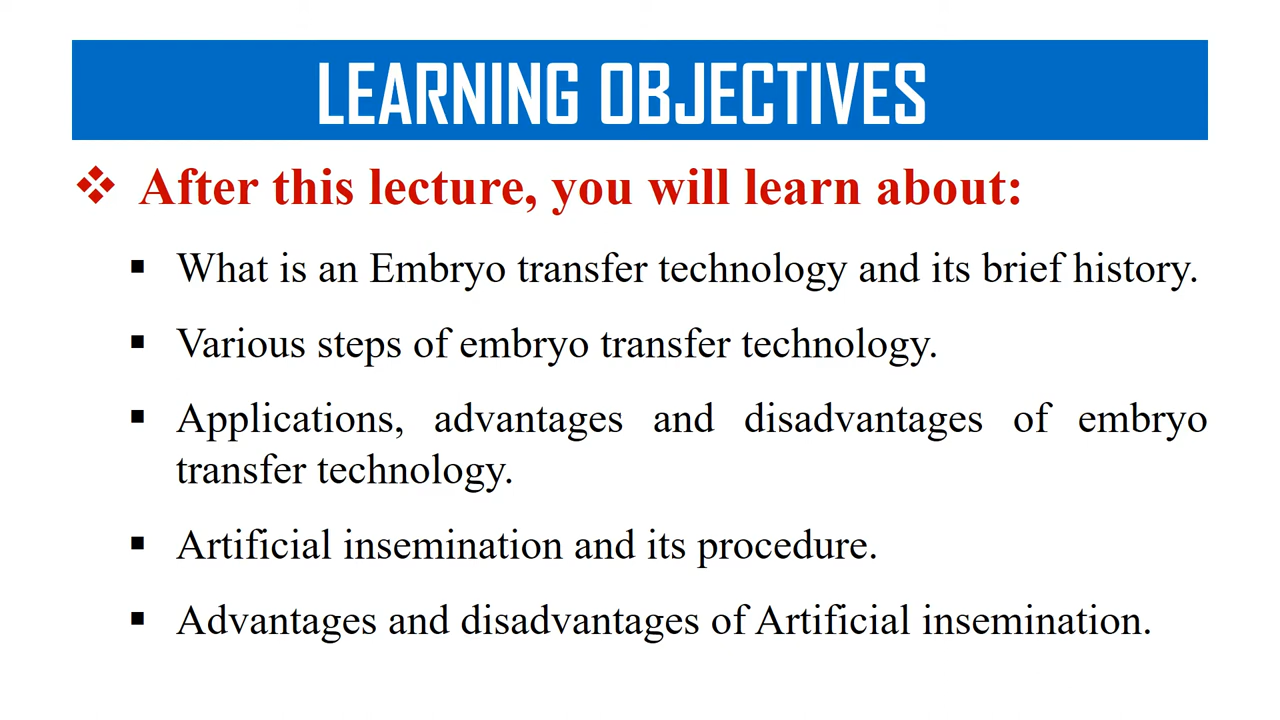 LEARNING OBJECTIVES
❖ After this lecture, you will learn about:
▪ What is an Embryo transfer technology and its brief history.
▪ Various steps of embryo transfer technology.
▪ Applications, advantages and disadvantages of embryo
transfer technology.
▪ Artificial insemination and its procedure.
▪ Advantages and disadvantages of Artificial insemination.